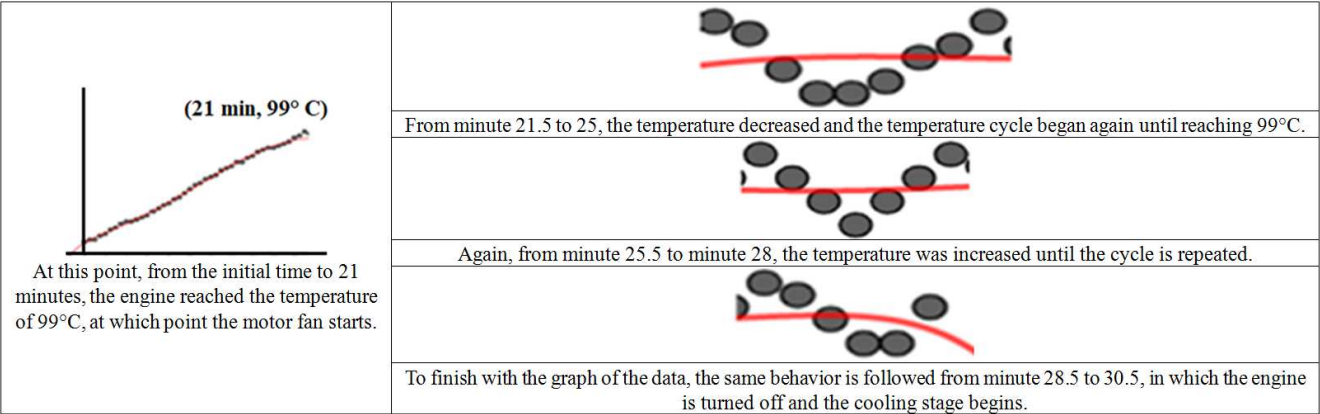 (21 min, 99° C)
At this point, from the initial time to 21
minutes, the engine reached the temperature
of 99°C, at which point the motor fan starts.
From minute 21.5 to 25, the temperature decreased and the temperature cycle began again until reaching 99°C.
Again, from minute 25.5 to minute 28, the temperature was increased until the cycle is repeated.
To finish with the graph of the data, the same behavior is followed from minute 28.5 to 30.5, in which the engine
is turned off and the cooling stage begins.